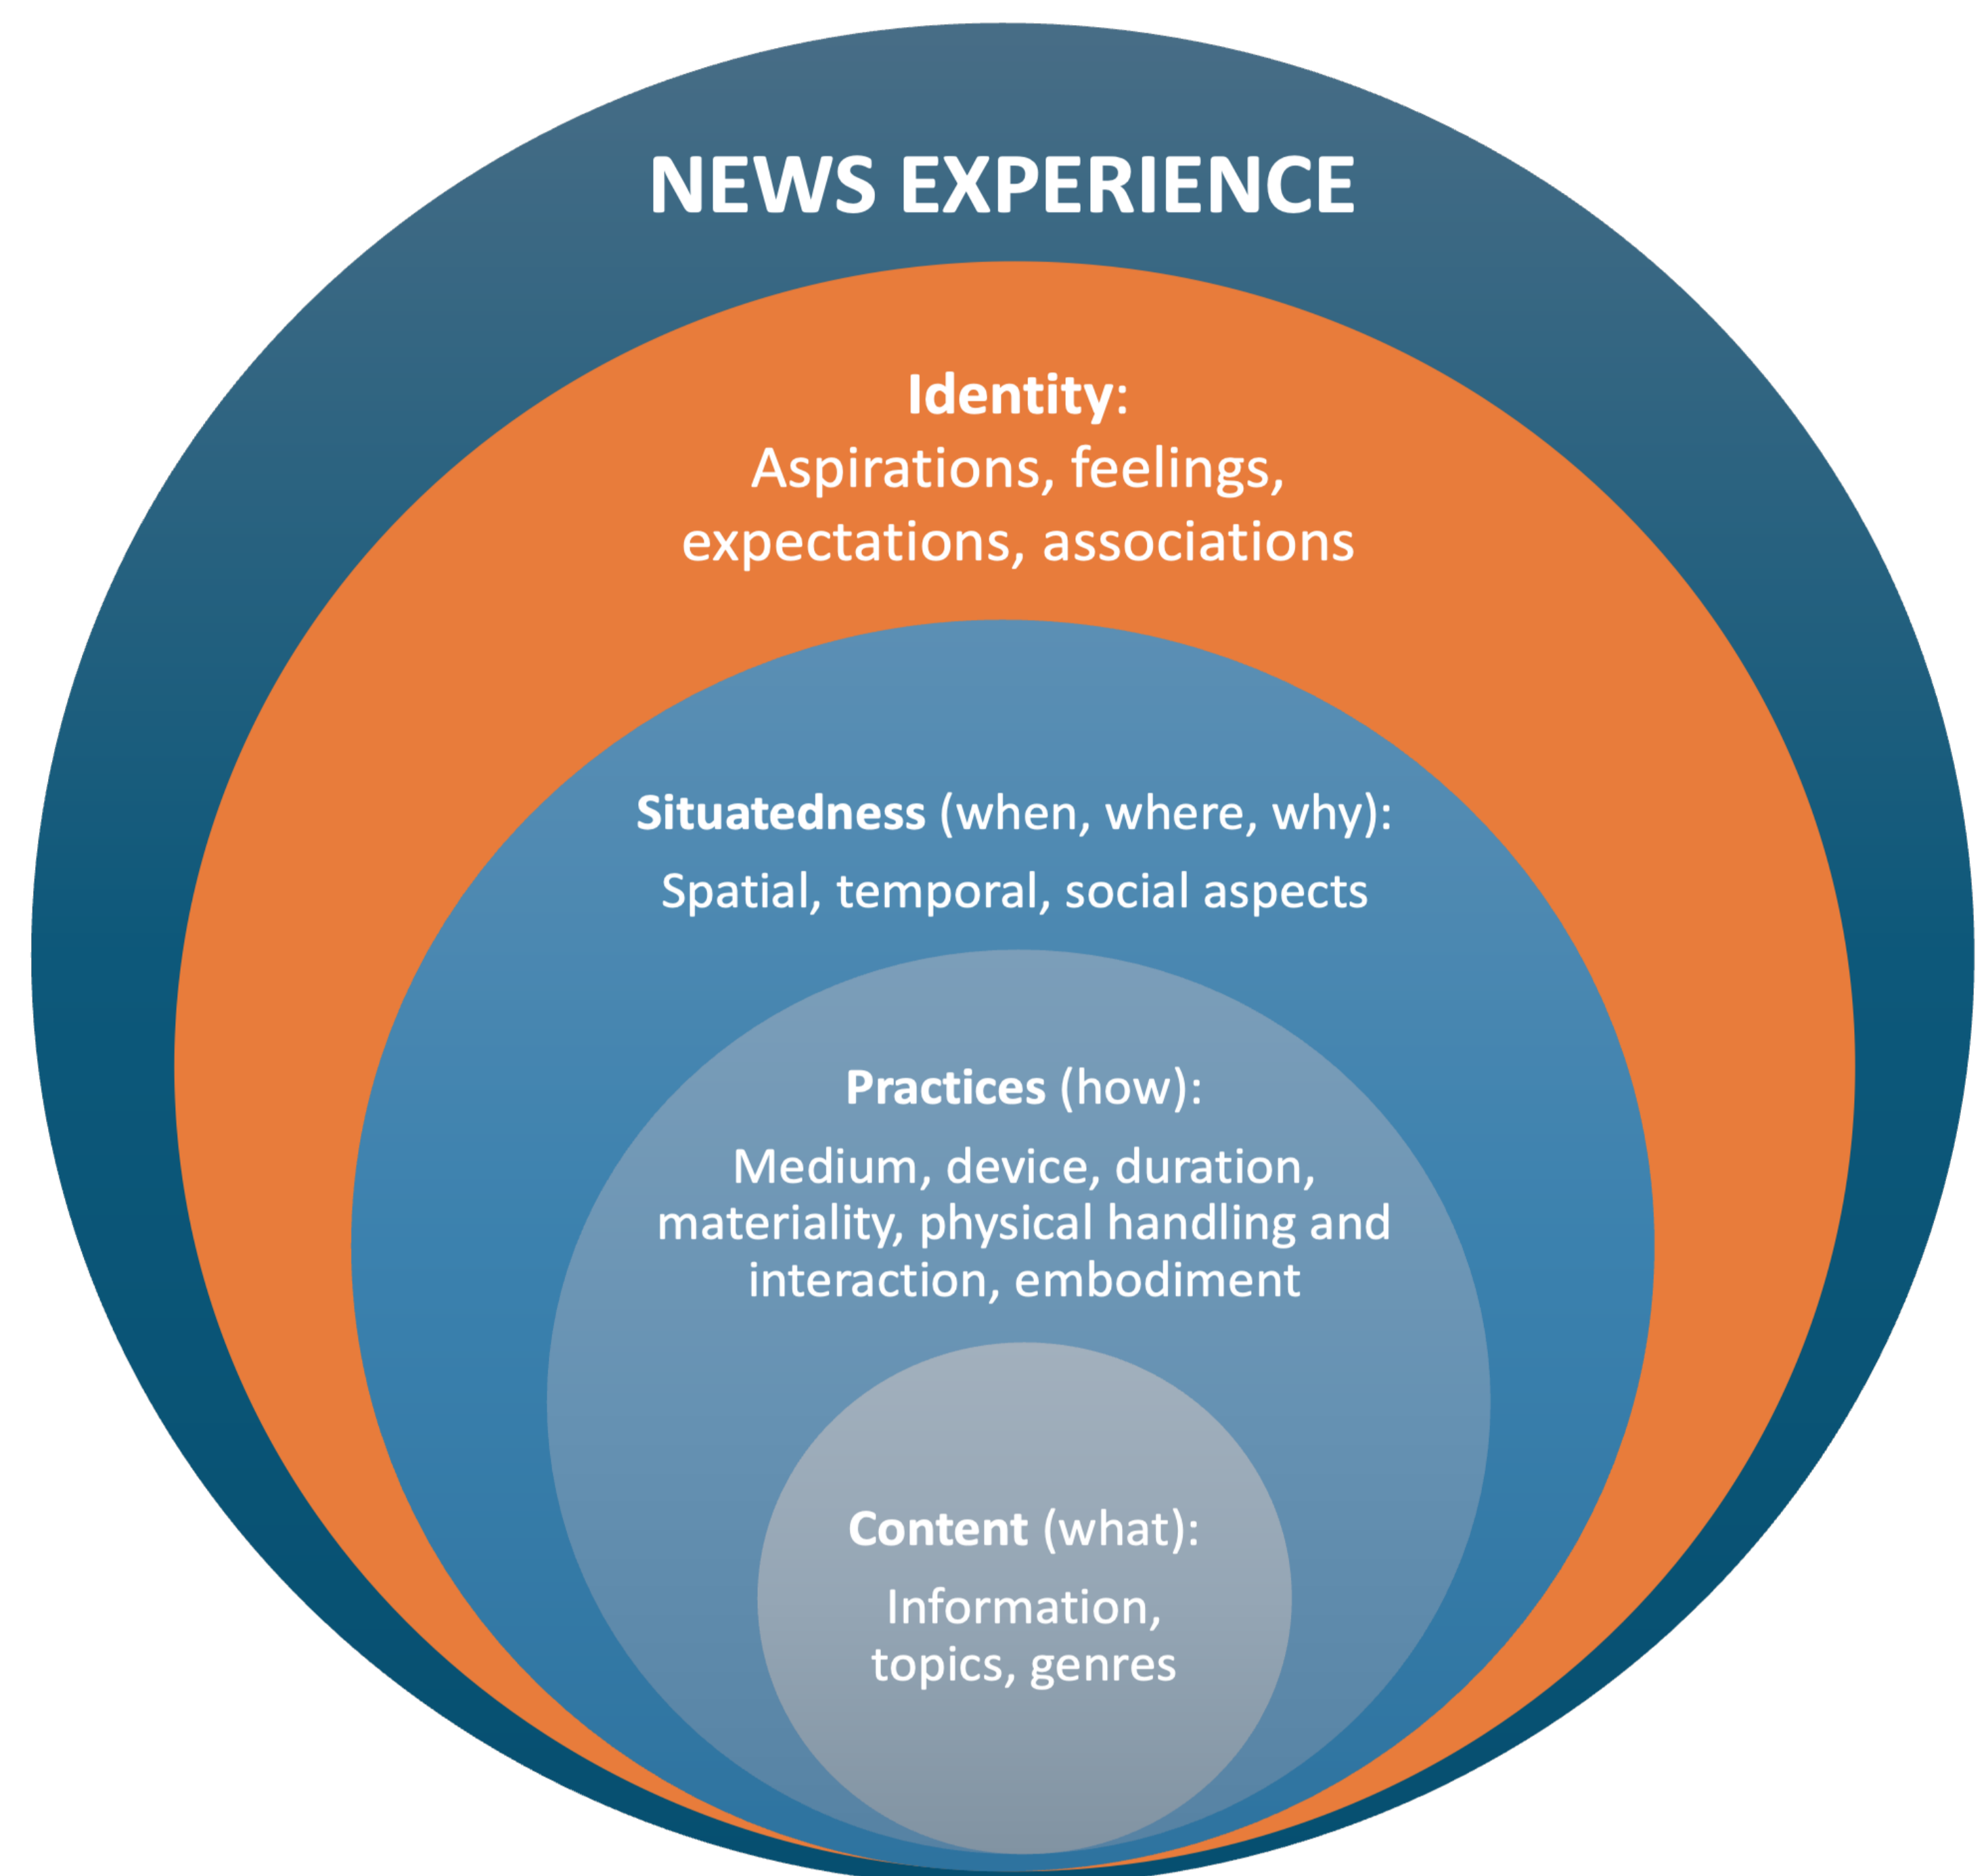 NEWS EXPERIENCE
Identity:
Aspirations, feelings,
expectations, associations
Situatedness (when, where, why):
Spatial, temporal, social aspects
Practices (how):
Medium, device, duration,
materiality, physical handling and
interaction, embodiment
Content (what):
Information,
topics, genres